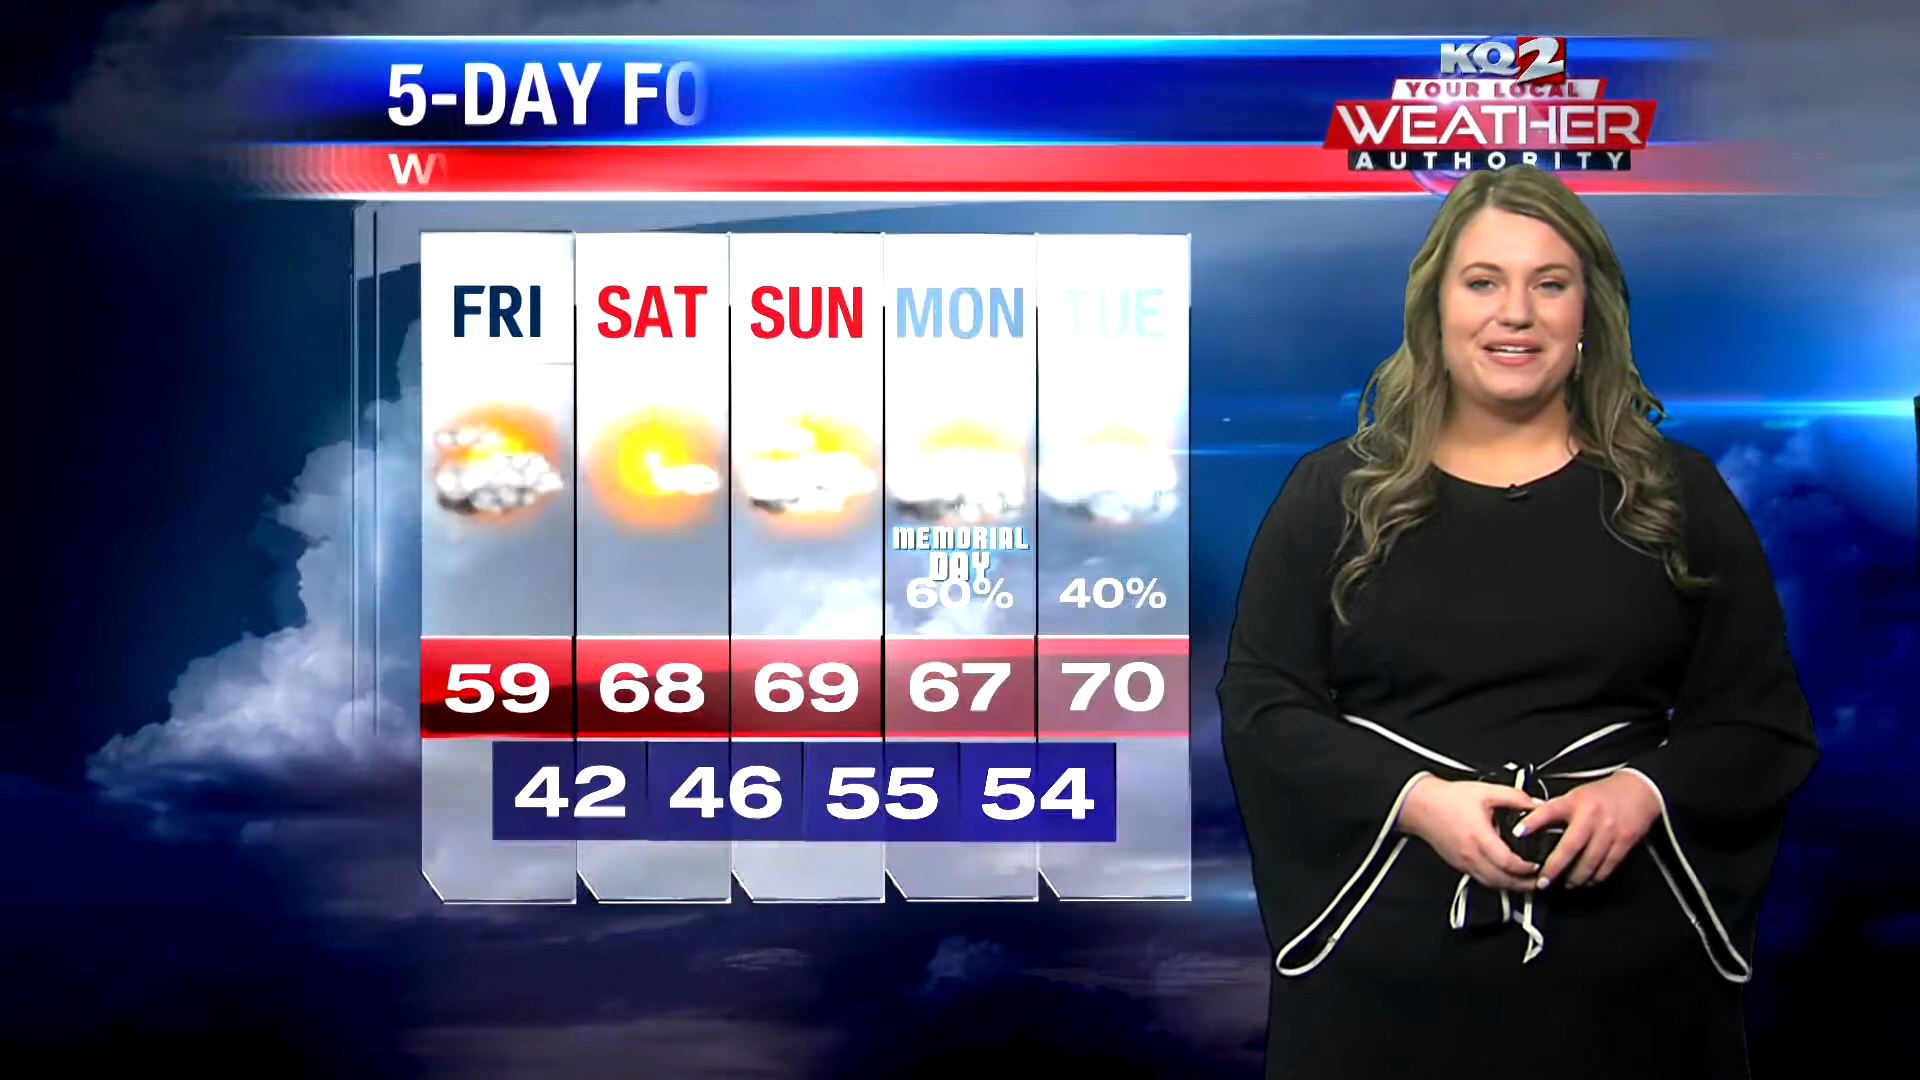 5-DAY FO
W
KQ2
YOUR LOCAL
WEATHER
AUTHORITY
FRI SAT SUN MON TUE
MEMORIAL
DAY
60% 40%
59 68 69 67 70
42 46 55 54